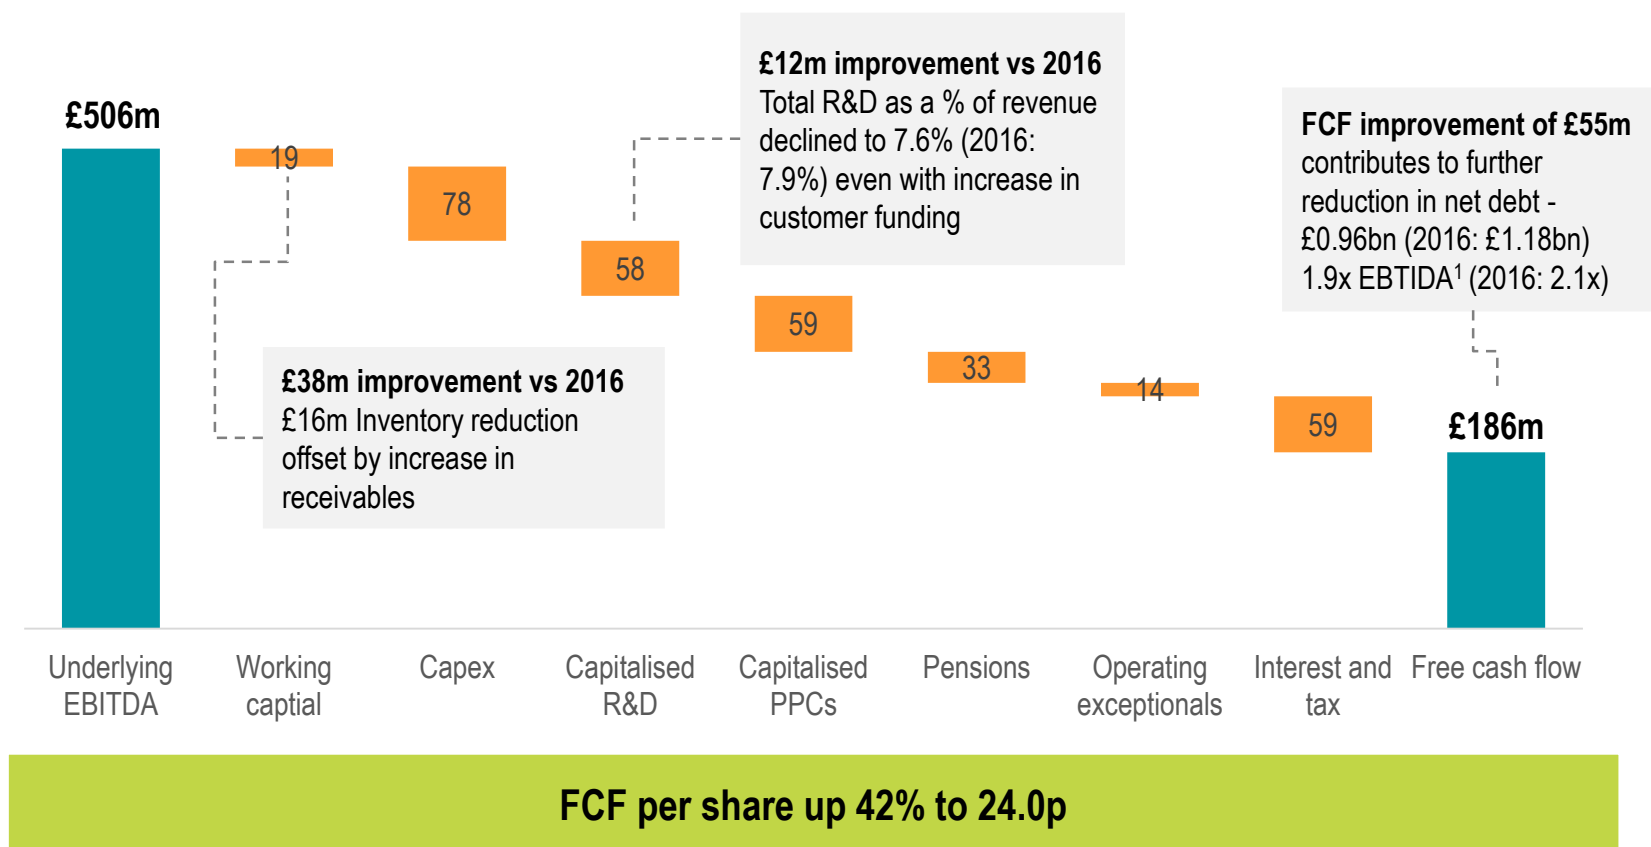 £506m
19
78
58
59
33
14
59
£186m
£12m improvement vs 2016
Total R&D as a % of revenue
declined to 7.6% (2016:
7.9%) even with increase in
customer funding
FCF improvement of £55m
contributes to further
reduction in net debt -
£0.96bn (2016: £1.18bn)
1.9x EBTIDA¹ (2016: 2.1x)
£38m improvement vs 2016
£16m Inventory reduction
offset by increase in
receivables
Underlying
EBITDA
Working
captial
Capex
Capitalised
R&D
Capitalised
PPCs
Pensions
Operating
exceptionals
Interest and
tax
Free cash flow
FCF per share up 42% to 24.0p